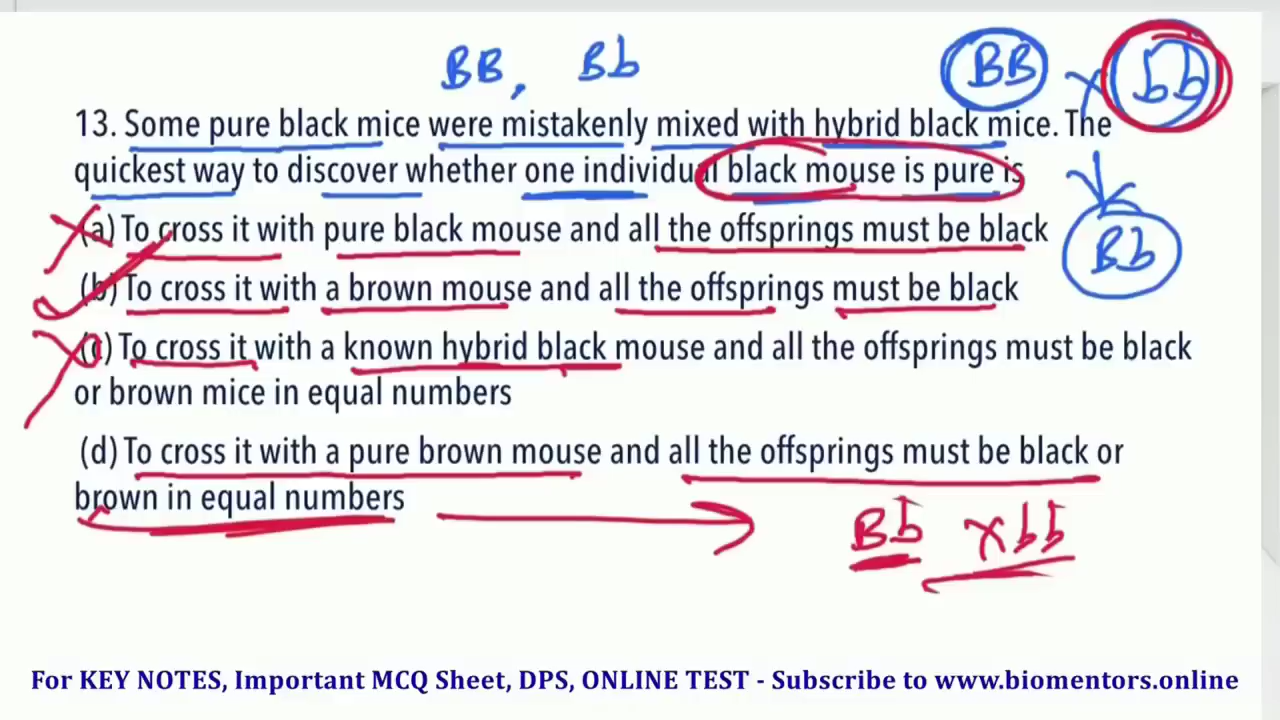 BB, Bb
BB x bb
13. Some pure black mice were mistakenly mixed with hybrid black mice. The
quickest way to discover whether one individual black mouse is pure is
Bb
(a) To cross it with pure black mouse and all the offsprings must be black
(b) To cross it with a brown mouse and all the offsprings must be black
(c) To cross it with a known hybrid black mouse and all the offsprings must be black
or brown mice in equal numbers
(d) To cross it with a pure brown mouse and all the offsprings must be black or
brown in equal numbers
Bb x bb
For KEY NOTES, Important MCQ Sheet, DPS, ONLINE TEST - Subscribe to www.biomentors.online